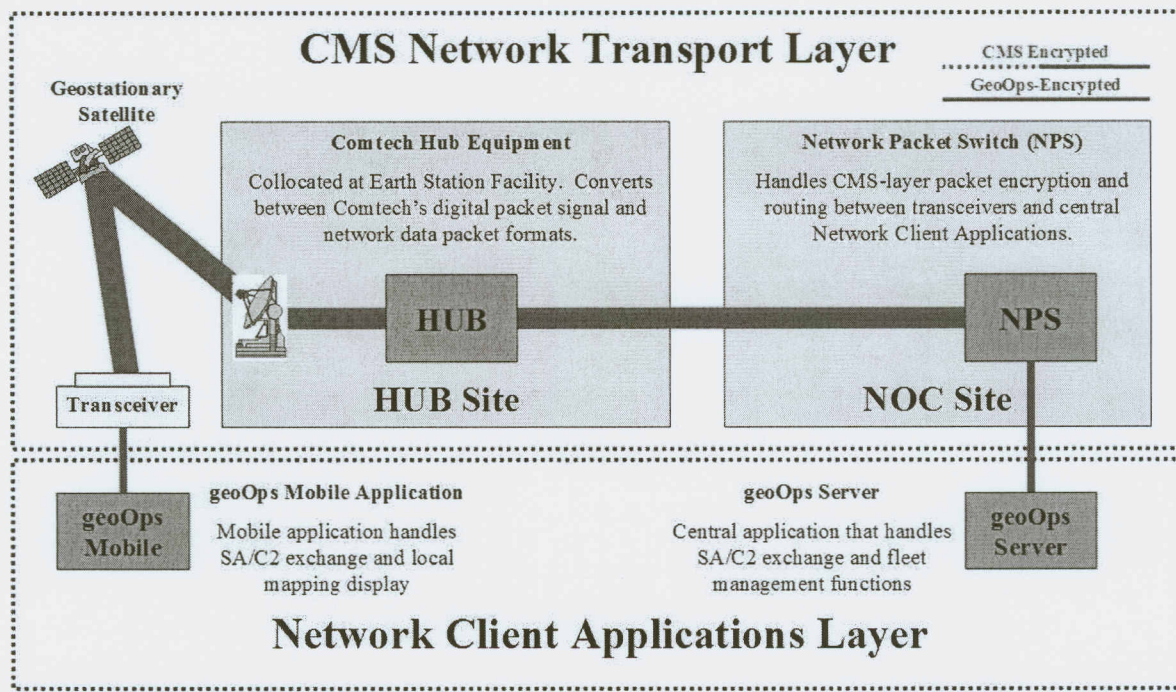 CMS Network Transport Layer
CMS Encrypted
GeoOps-Encrypted
Geostationary
Satellite
Comtech Hub Equipment
Collocated at Earth Station Facility. Converts
between Comtech's digital packet signal and
network data packet formats.
Network Packet Switch (NPS)
Handles CMS-layer packet encryption and
routing between transceivers and central
Network Client Applications.
HUB
NPS
Transceiver
HUB Site
NOC Site
geoOps
Mobile
geoOps Mobile Application
Mobile application handles
SA/C2 exchange and local
mapping display
geoOps Server
Central application that handles
SA/C2 exchange and fleet
management functions
geoOps
Server
Network Client Applications Layer